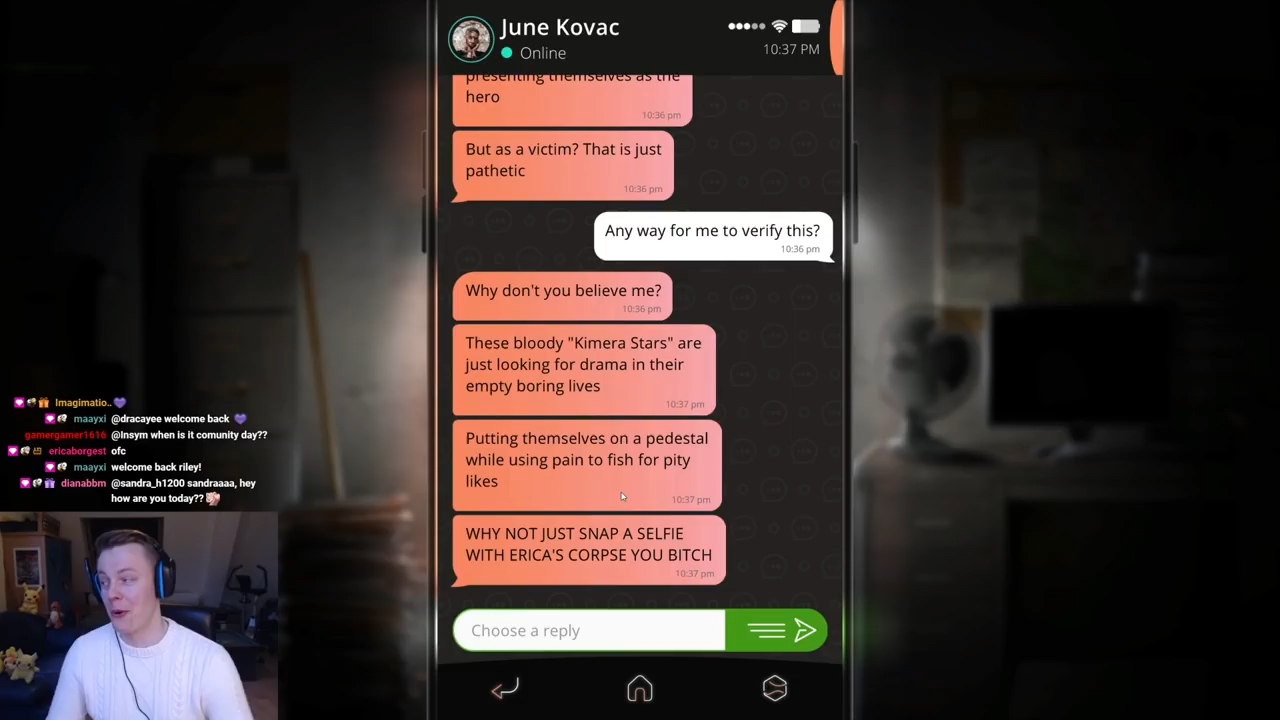 June Kovac
Online
10:37 PM
presenting themselves as the
hero
10:36 pm
But as a victim? That is just
pathetic
10:36 pm
Any way for me to verify this?
10:36 pm
Why don't you believe me?
10:36 pm
These bloody "Kimera Stars" are
just looking for drama in their
empty boring lives
10:37 pm
Putting themselves on a pedestal
while using pain to fish for pity
likes
10:37 pm
WHY NOT JUST SNAP A SELFIE
WITH ERICA'S CORPSE YOU BITCH
10:37 pm
Choose a reply
Imaginatio..
maayxi @dracayee welcome back
gamergamer1616 @Insym when is it comunity day??
ericaborgest ofc
maayxi welcome back riley!
dianabbm @sandra_h1200 sandraaaa, hey
how are you today??